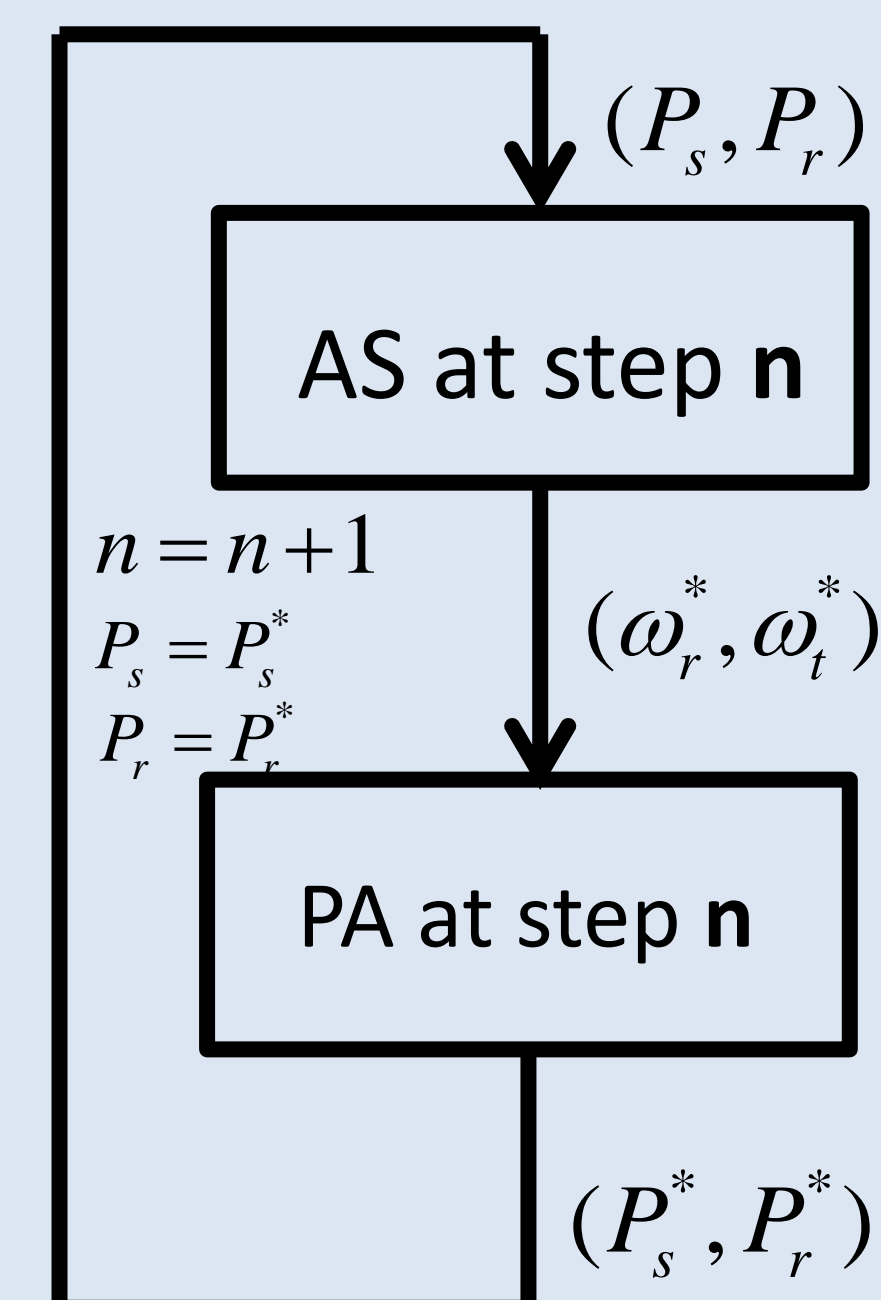 (P_s, P_r)
AS at step n
n = n + 1
P_s = P_s^*
P_r = P_r^*
(ω_r^*, ω_t^*)
PA at step n
(P_s^*, P_r^*)